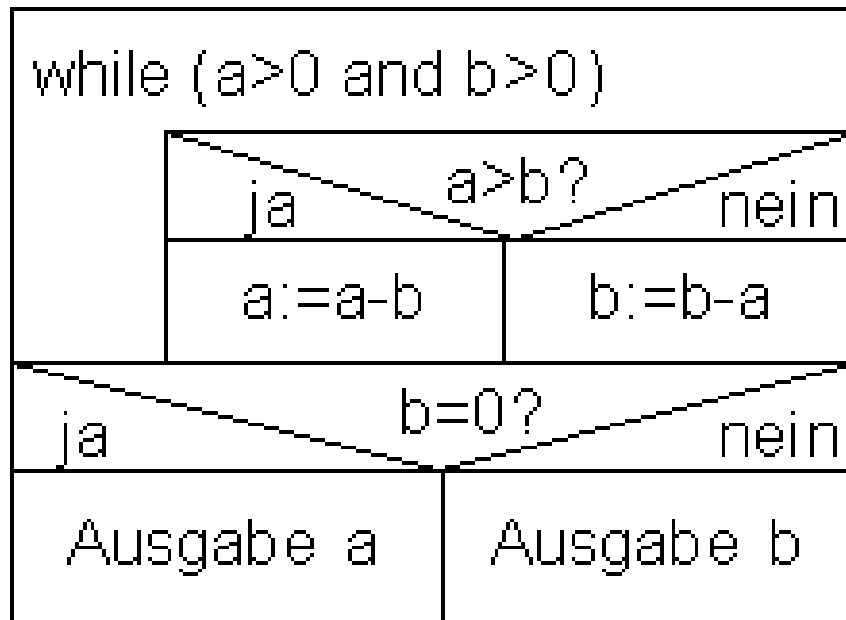 while (a>0 and b>0)
a>b?
ja nein
a:=a-b b:=b-a
b=0?
ja nein
Ausgabe a Ausgabe b